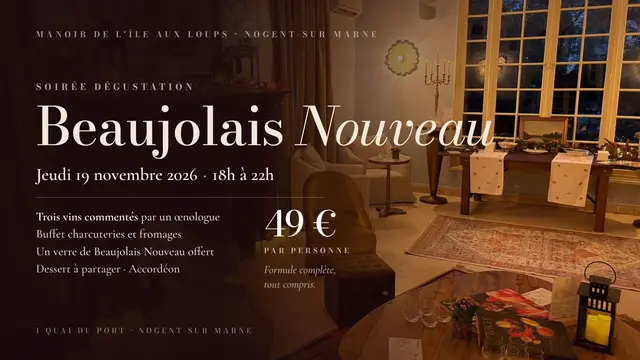 MANOIR DE L'ÎLE AUX LOUPS · NOGENT-SUR-MARNE
SOIRÉE DÉGUSTATION
Beaujolais Nouveau
Jeudi 19 novembre 2026 · 18h à 22h
Trois vins commentés par un œnologue
Buffet charcuteries et fromages
Un verre de Beaujolais Nouveau offert
Dessert à partager · Accordéon
49 €
PAR PERSONNE
Formule complète,
tout compris.
1 QUAI DU PORT · NOGENT-SUR-MARNE